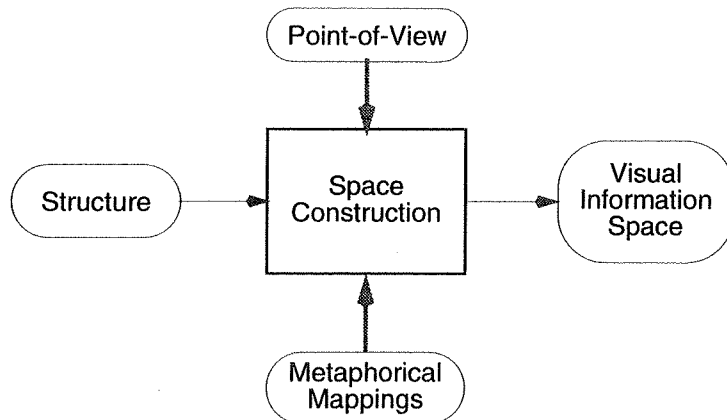 Point-of-View
Structure
Space
Construction
Visual
Information
Space
Metaphorical
Mappings